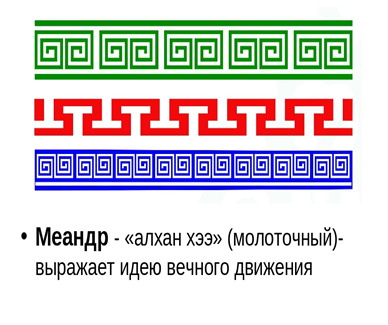 • Меандр - «алхан хээ» (молоточный)-
выражает идею вечного движения